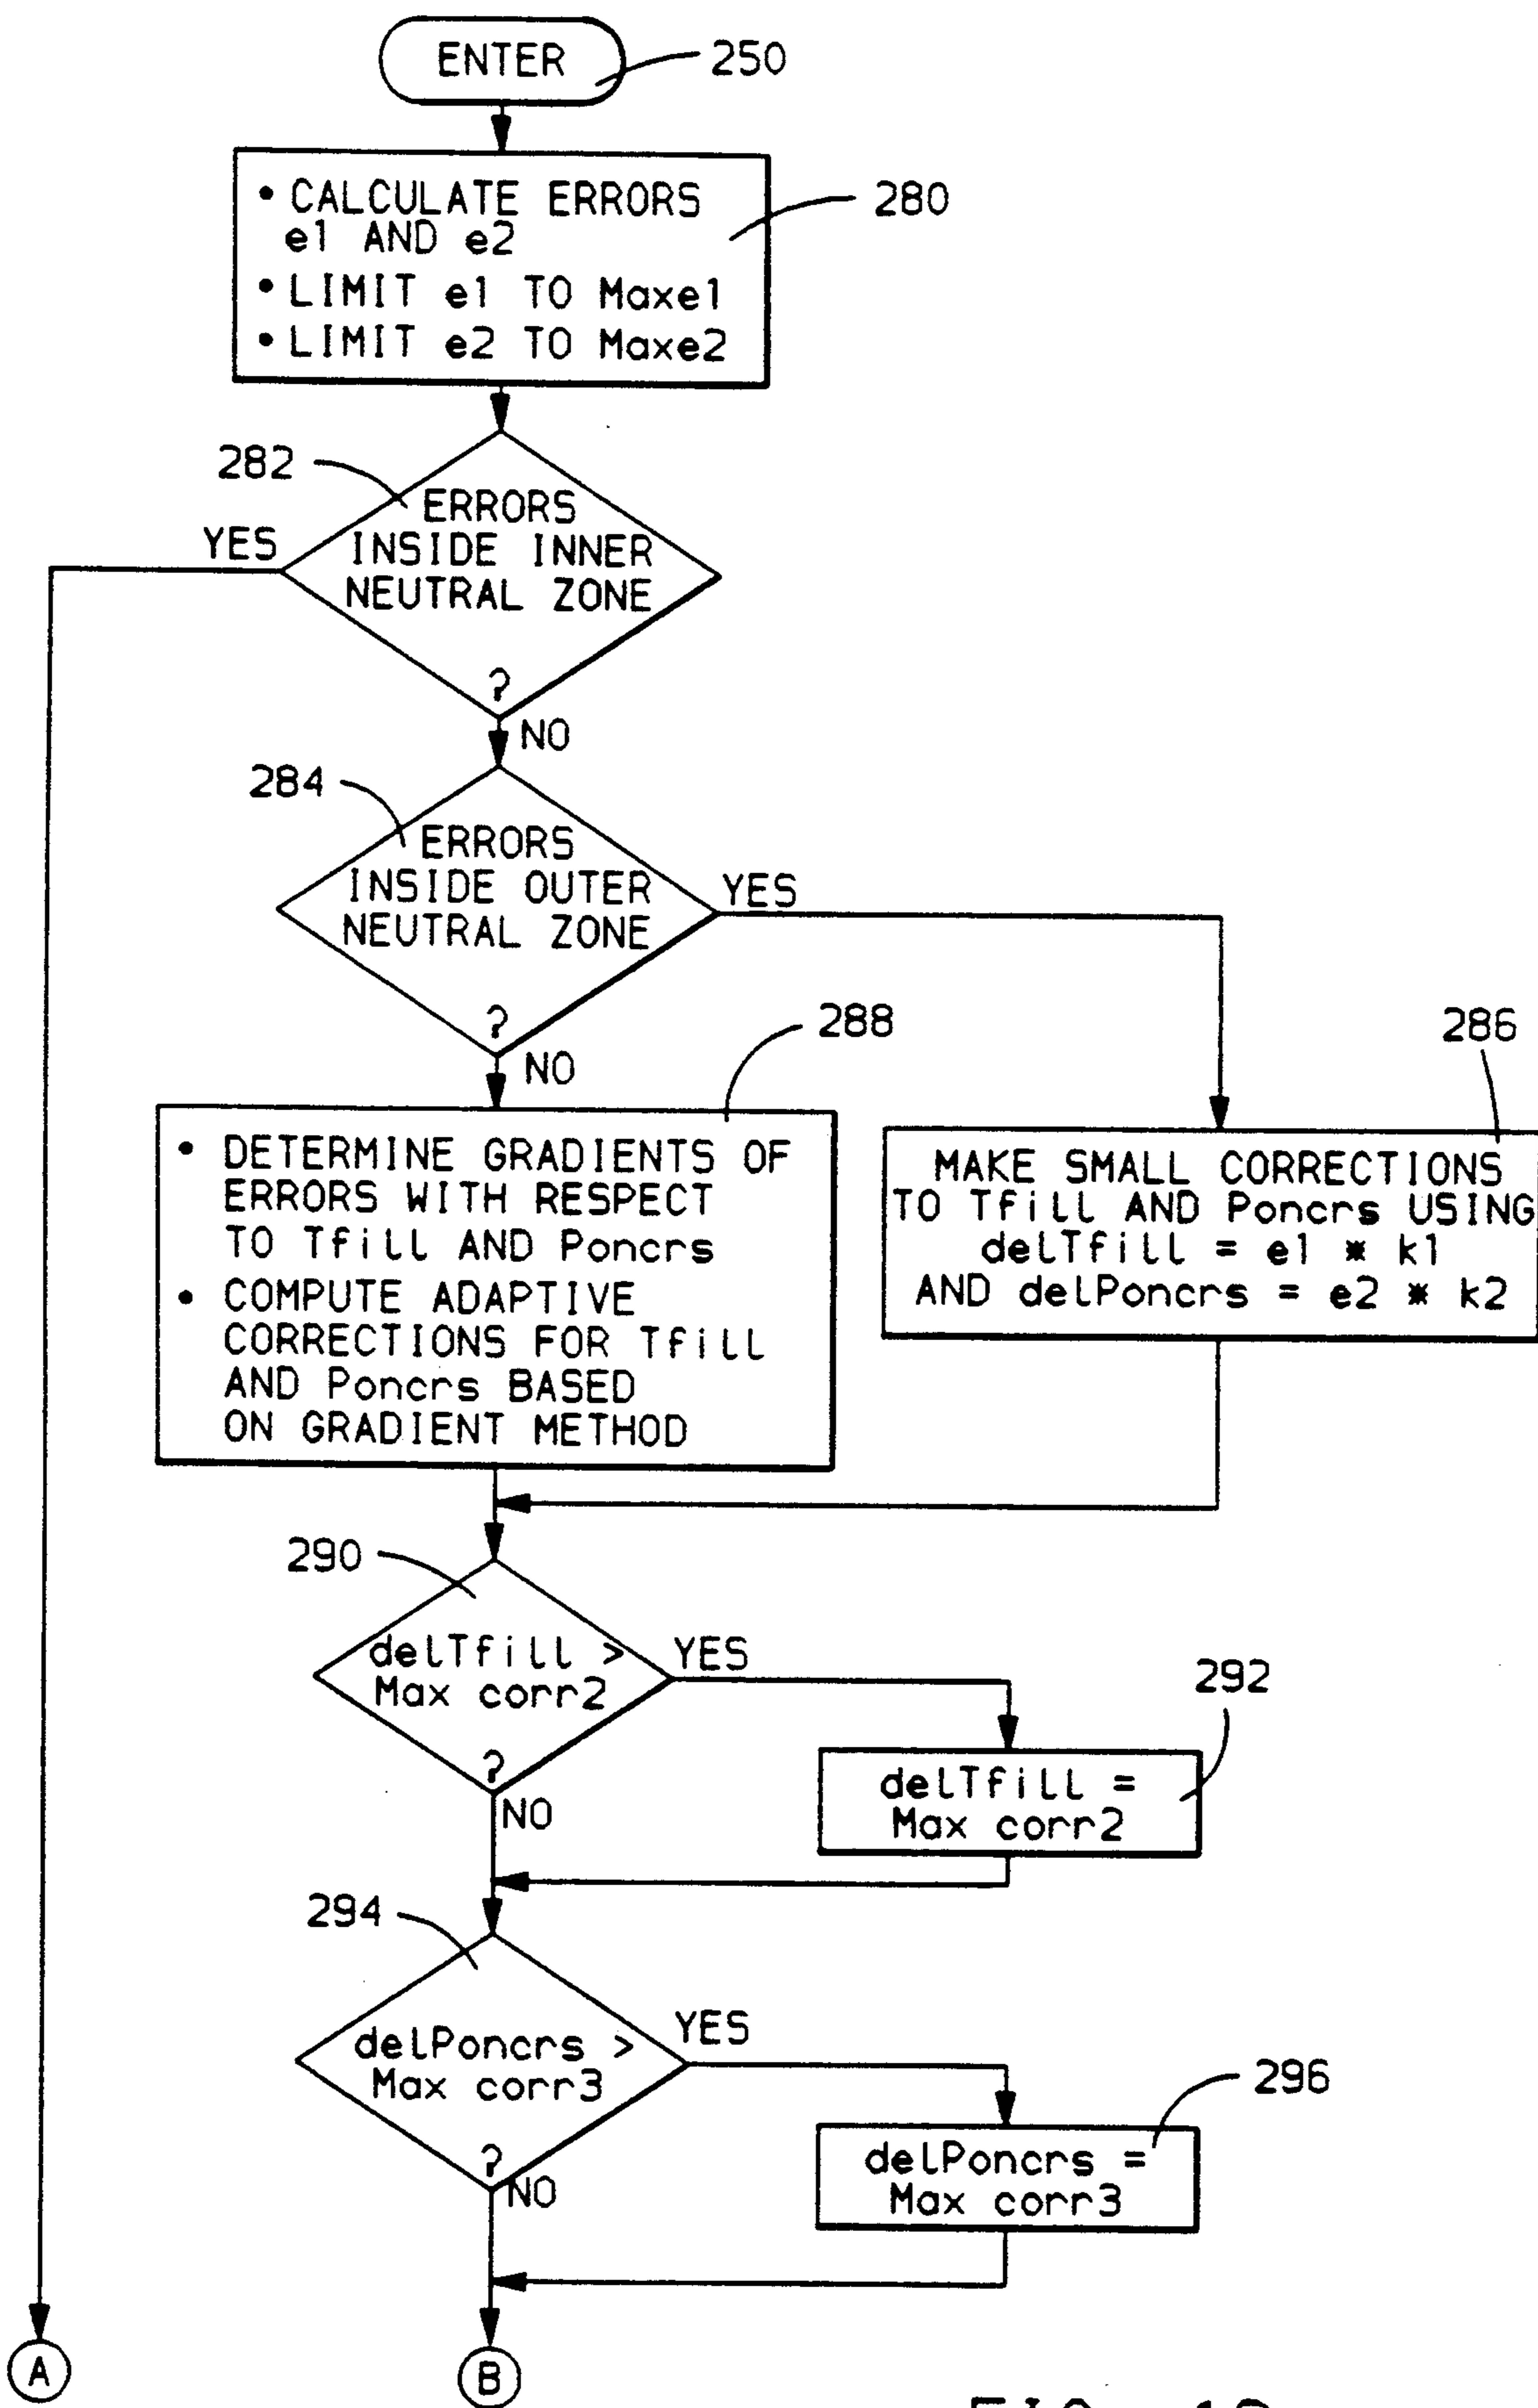 ENTER
250
• CALCULATE ERRORS
e1 AND e2
• LIMIT e1 TO Maxe1
• LIMIT e2 TO Maxe2
280
282
ERRORS
INSIDE INNER
NEUTRAL ZONE
?
YES
NO
284
ERRORS
INSIDE OUTER
NEUTRAL ZONE
?
YES
NO
288
• DETERMINE GRADIENTS OF
ERRORS WITH RESPECT
TO Tfill AND Poncrs
• COMPUTE ADAPTIVE
CORRECTIONS FOR Tfill
AND Poncrs BASED
ON GRADIENT METHOD
286
MAKE SMALL CORRECTIONS
TO Tfill AND Poncrs USING
delTfill = e1 * k1
AND delPoncrs = e2 * k2
290
delTfill >
Max corr2
?
YES
NO
292
delTfill =
Max corr2
294
delPoncrs >
Max corr3
?
YES
NO
296
delPoncrs =
Max corr3
A
B